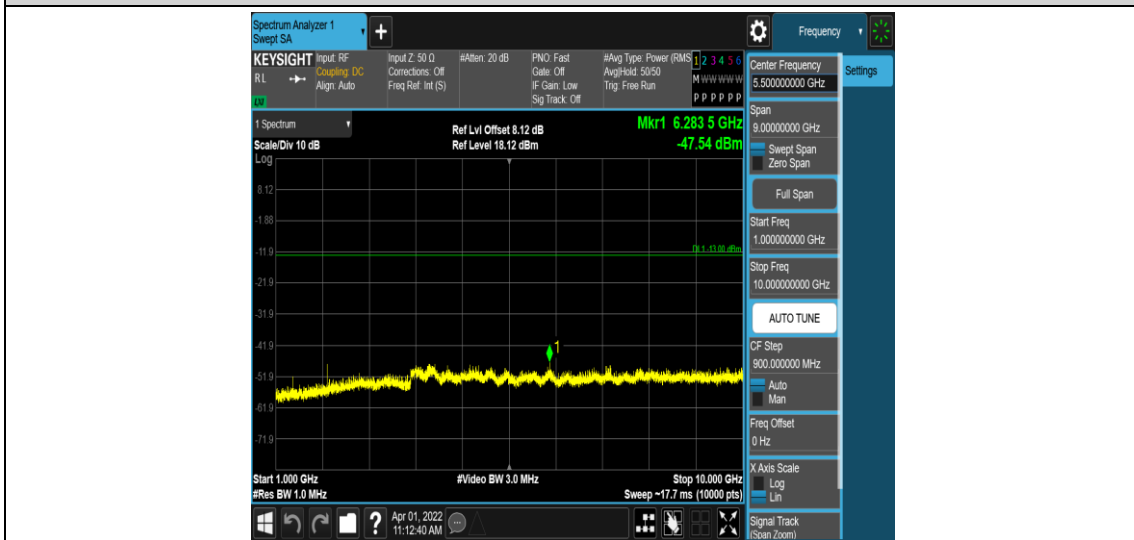 Spectrum Analyzer 1
Swept SA
Frequency
KEYSIGHT
RL
Input: RF
Coupling: DC
Align: Auto
Input Z: 50 Ω
Corrections: Off
Freq Ref: Int (S)
#Atten: 20 dB
PNO: Fast
Gate: Off
IF Gain: Low
Sig Track: Off
#Avg Type: Power (RMS
Avg|Hold: 50/50
Trig: Free Run
1 2 3 4 5 6
M W W W W W
P P P P P P
1 Spectrum
Scale/Div 10 dB
Log
Ref Lvl Offset 8.12 dB
Ref Level 18.12 dBm
Mkr1 6.283 5 GHz
-47.54 dBm
8.12
-1.88
-11.9
DL1 -13.00 dBm
-21.9
-31.9
-41.9
1
-51.9
-61.9
-71.9
Start 1.000 GHz
#Res BW 1.0 MHz
#Video BW 3.0 MHz
Stop 10.000 GHz
Sweep ~17.7 ms (10000 pts)
Apr 01, 2022
11:12:40 AM
Center Frequency
5.500000000 GHz
Settings
Span
9.00000000 GHz
Swept Span
Zero Span
Full Span
Start Freq
1.000000000 GHz
Stop Freq
10.000000000 GHz
AUTO TUNE
CF Step
900.000000 MHz
Auto
Man
Freq Offset
0 Hz
X Axis Scale
Log
Lin
Signal Track
(Span Zoom)